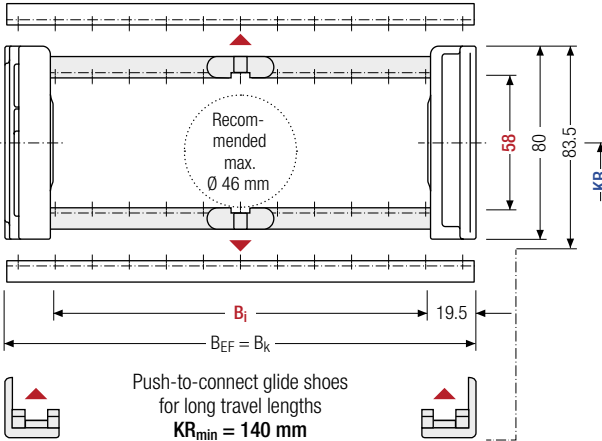 Recom-
mended
max.
Ø 46 mm
58
80
83.5
KR
Bi
19.5
BEF = Bk
Push-to-connect glide shoes
for long travel lengths
KRmin = 140 mm